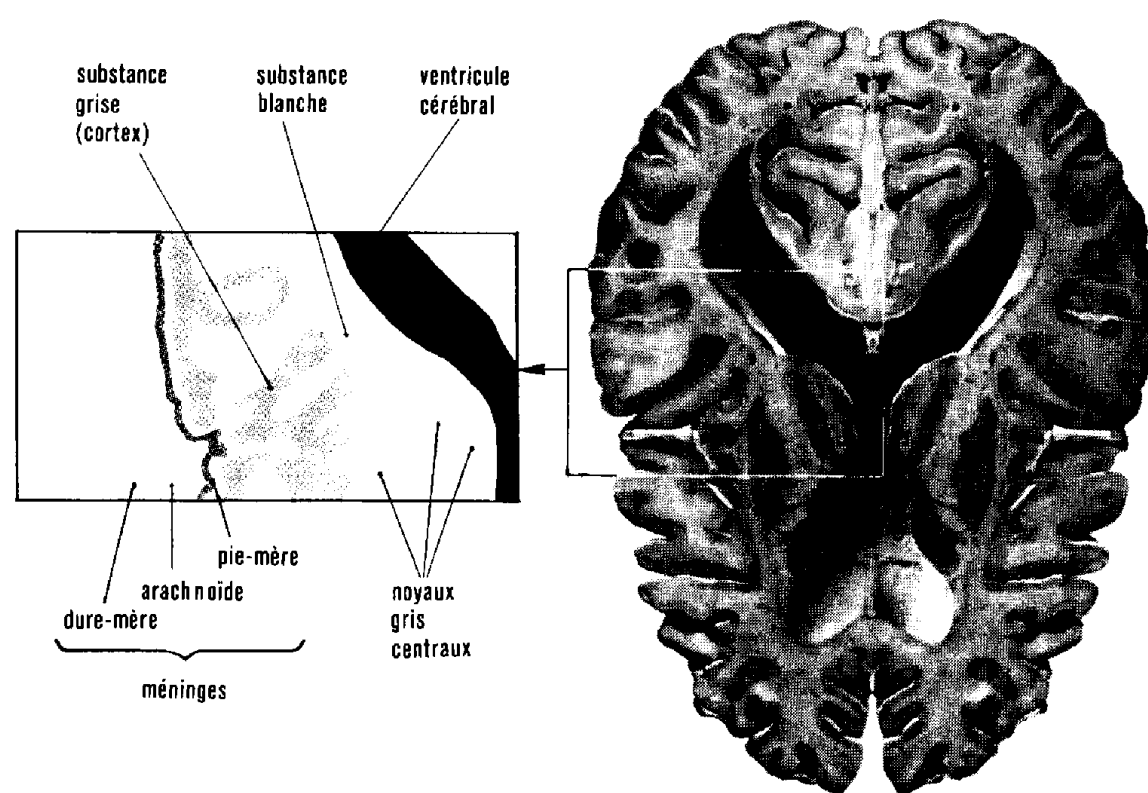 substance
grise
(cortex)
substance
blanche
ventricule
cérébral
pie-mère
arachnoïde
dure-mère
méninges
noyaux
gris
centraux